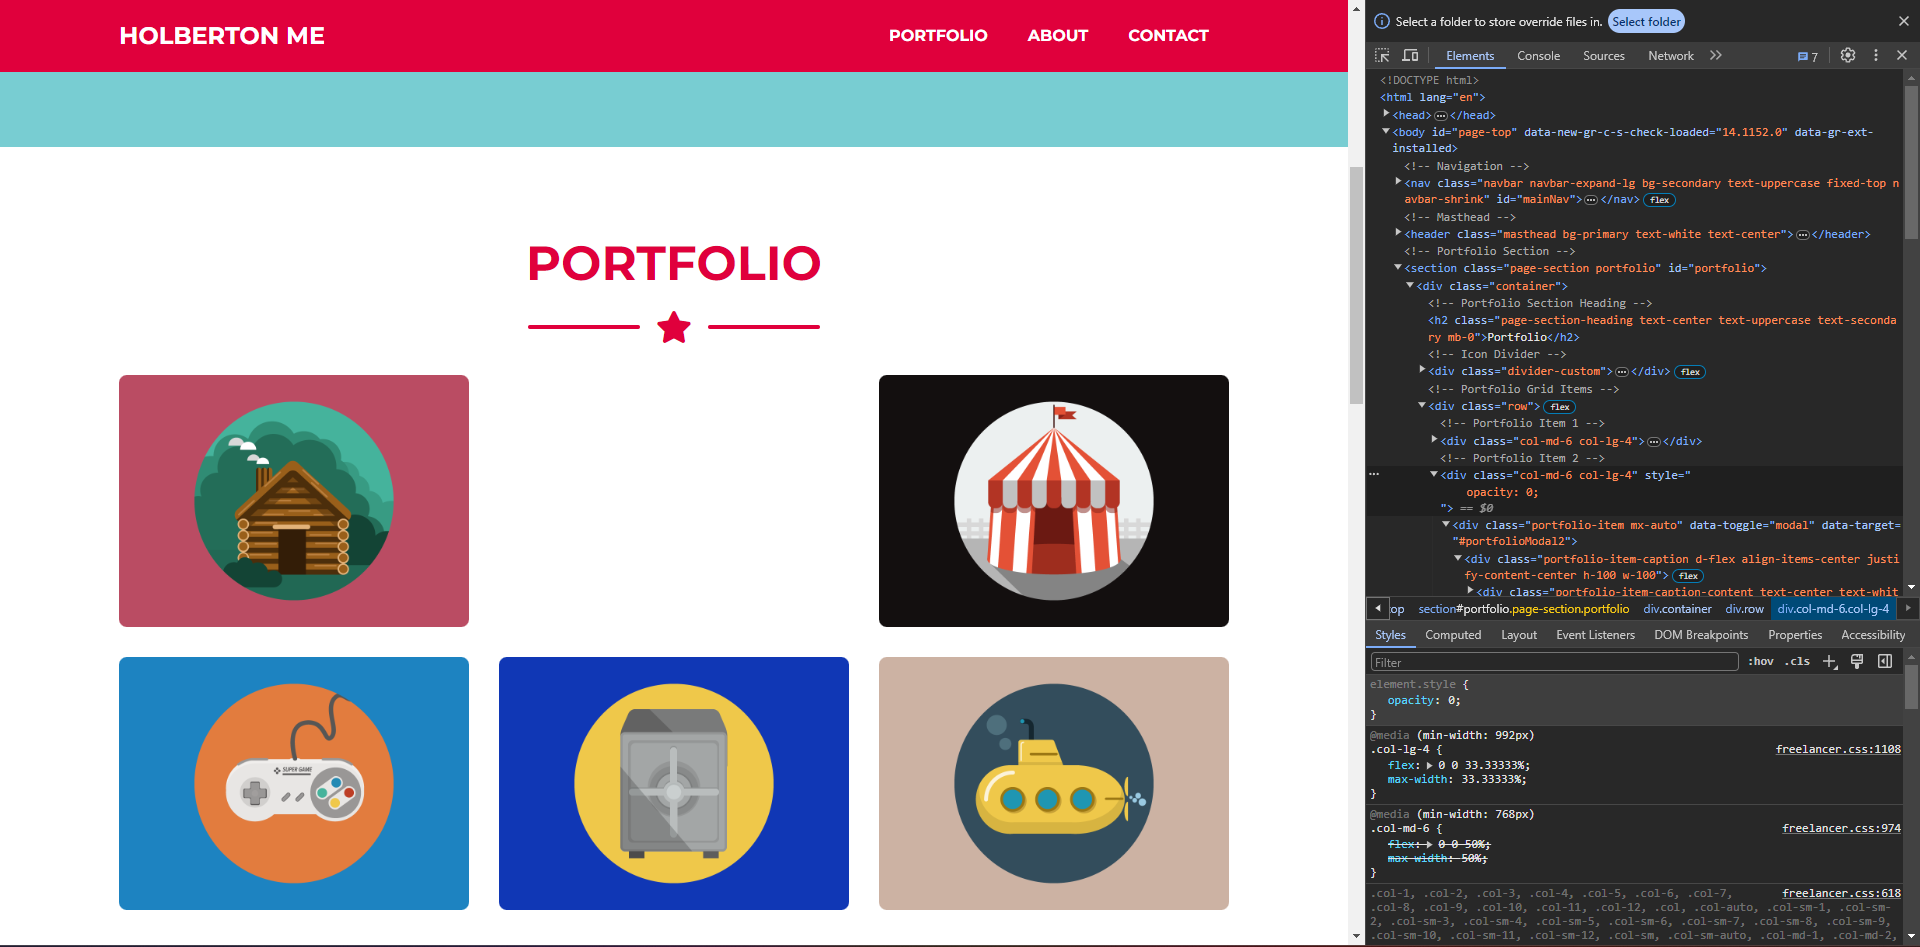 HOLBERTON ME
PORTFOLIO
ABOUT
CONTACT
PORTFOLIO
SUPER GAME
Select a folder to store override files in.
Select folder
Elements
Console
Sources
Network
7
<!DOCTYPE html>
<html lang="en">
<head>…</head>
<body id="page-top" data-new-gr-c-s-check-loaded="14.1152.0" data-gr-ext-
installed>
<!-- Navigation -->
<nav class="navbar navbar-expand-lg bg-secondary text-uppercase fixed-top n
avbar-shrink" id="mainNav">…</nav> flex
<!-- Masthead -->
<header class="masthead bg-primary text-white text-center">…</header>
<!-- Portfolio Section -->
<section class="page-section portfolio" id="portfolio">
<div class="container">
<!-- Portfolio Section Heading -->
<h2 class="page-section-heading text-center text-uppercase text-seconda
ry mb-0">Portfolio</h2>
<!-- Icon Divider -->
<div class="divider-custom">…</div> flex
<!-- Portfolio Grid Items -->
<div class="row"> flex
<!-- Portfolio Item 1 -->
<div class="col-md-6 col-lg-4">…</div>
<!-- Portfolio Item 2 -->
<div class="col-md-6 col-lg-4" style="
opacity: 0;
"> == $0
<div class="portfolio-item mx-auto" data-toggle="modal" data-target=
"#portfolioModal2">
<div class="portfolio-item-caption d-flex align-items-center justi
fy-content-center h-100 w-100"> flex
<div class="portfolio-item-caption-content text-center text-whit
top section#portfolio.page-section.portfolio div.container div.row div.col-md-6.col-lg-4
Styles
Computed
Layout
Event Listeners
DOM Breakpoints
Properties
Accessibility
Filter
:hov .cls
element.style {
opacity: 0;
}
@media (min-width: 992px)
.col-lg-4 { freelancer.css:1108
flex: 0 0 33.33333%;
max-width: 33.33333%;
}
@media (min-width: 768px)
.col-md-6 { freelancer.css:974
flex: 0 0 50%;
max-width: 50%;
}
.col-1, .col-2, .col-3, .col-4, .col-5, .col-6, .col-7, freelancer.css:618
.col-8, .col-9, .col-10, .col-11, .col-12, .col, .col-auto, .col-sm-1, .col-sm-
2, .col-sm-3, .col-sm-4, .col-sm-5, .col-sm-6, .col-sm-7, .col-sm-8, .col-sm-9,
.col-sm-10, .col-sm-11, .col-sm-12, .col-sm, .col-sm-auto, .col-md-1, .col-md-2,